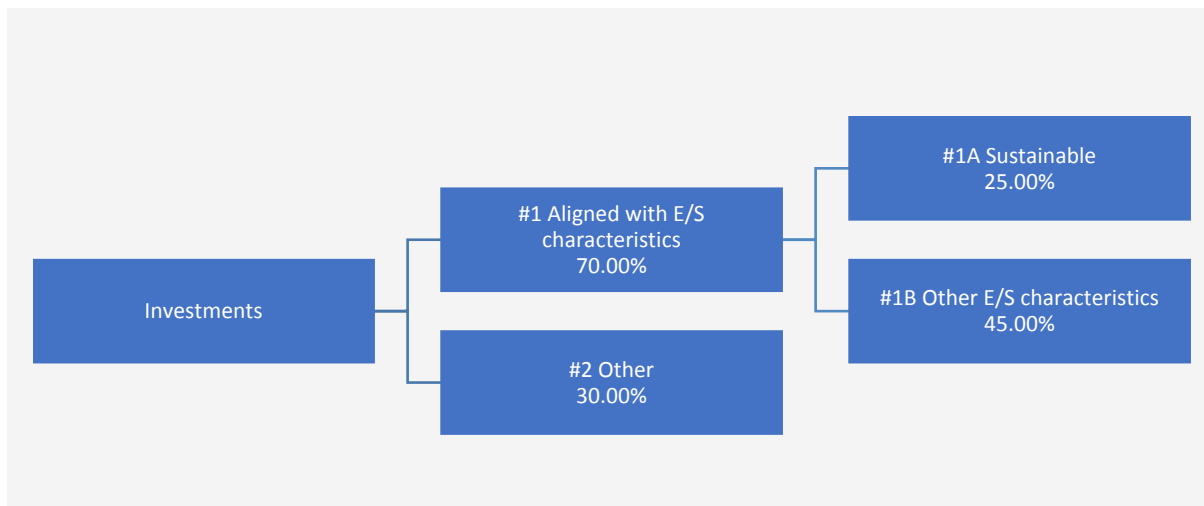 Investments
#1 Aligned with E/S
characteristics
70.00%
#2 Other
30.00%
#1A Sustainable
25.00%
#1B Other E/S characteristics
45.00%